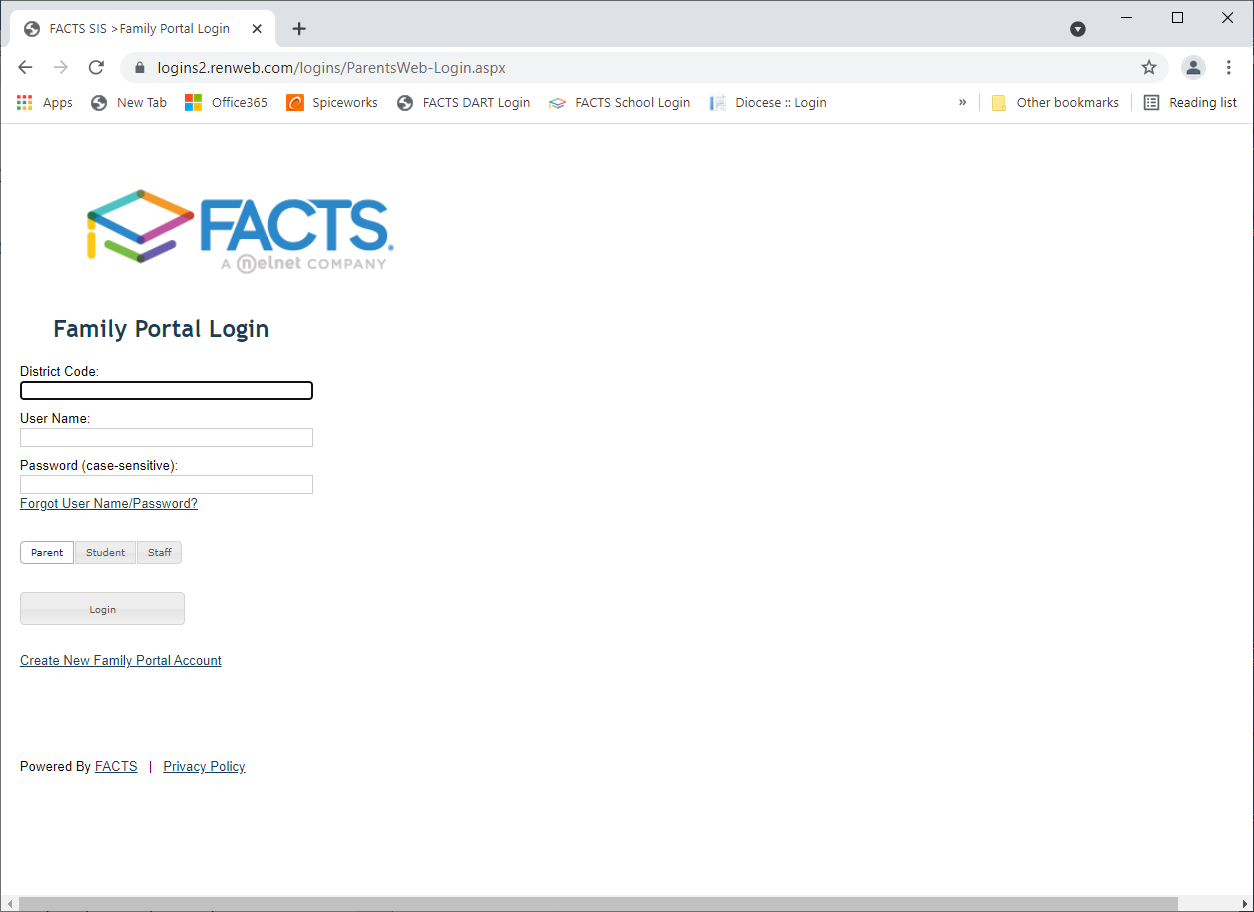 FACTS SIS >Family Portal Login
logins2.renweb.com/logins/ParentsWeb-Login.aspx
Apps New Tab Office365 Spiceworks FACTS DART Login FACTS School Login Diocese :: Login » Other bookmarks Reading list
FACTS®
A nelnet COMPANY
Family Portal Login
District Code:
User Name:
Password (case-sensitive):
Forgot User Name/Password?
Parent Student Staff
Login
Create New Family Portal Account
Powered By FACTS | Privacy Policy